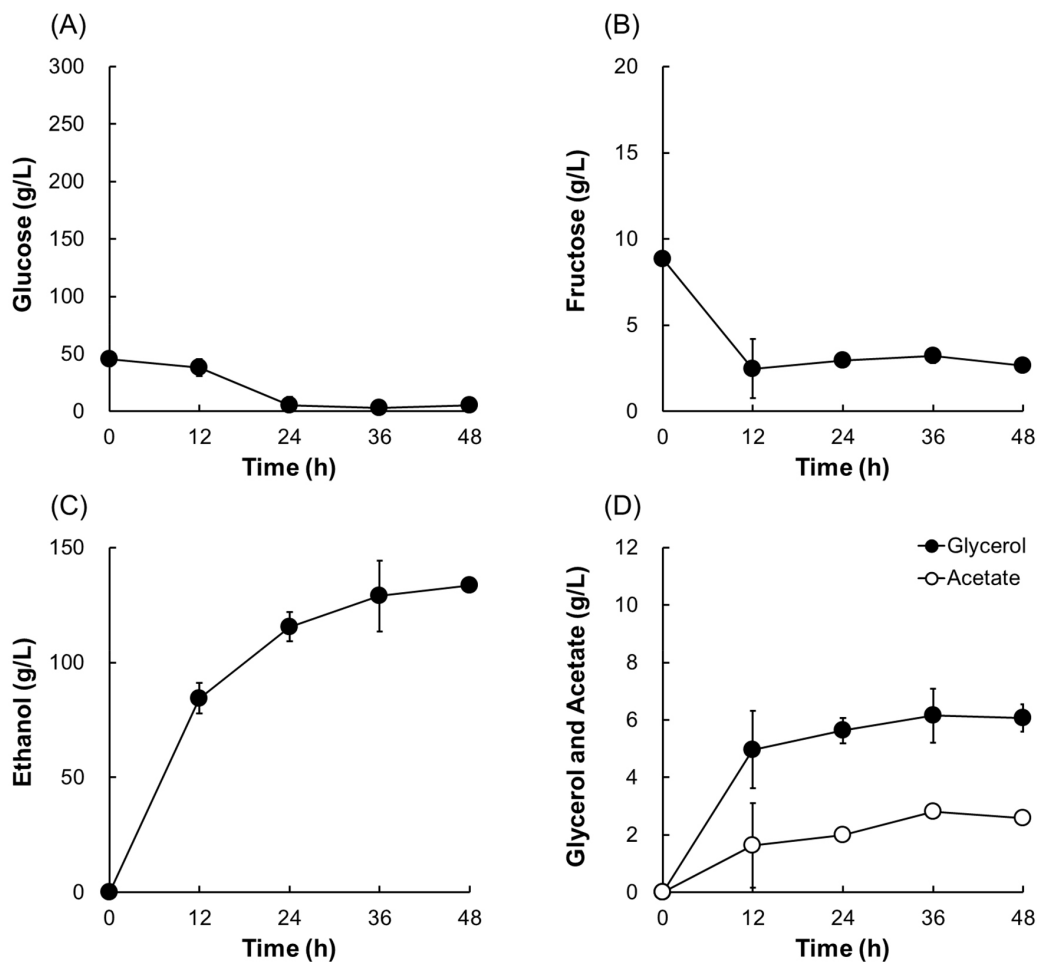 (A)
300
250
200
150
100
50
0
Glucose (g/L)
0 12 24 36 48
Time (h)
(B)
20
15
10
5
0
Fructose (g/L)
0 12 24 36 48
Time (h)
(C)
150
100
50
0
Ethanol (g/L)
0 12 24 36 48
Time (h)
(D)
12
10
8
6
4
2
0
Glycerol and Acetate (g/L)
Glycerol
Acetate
0 12 24 36 48
Time (h)